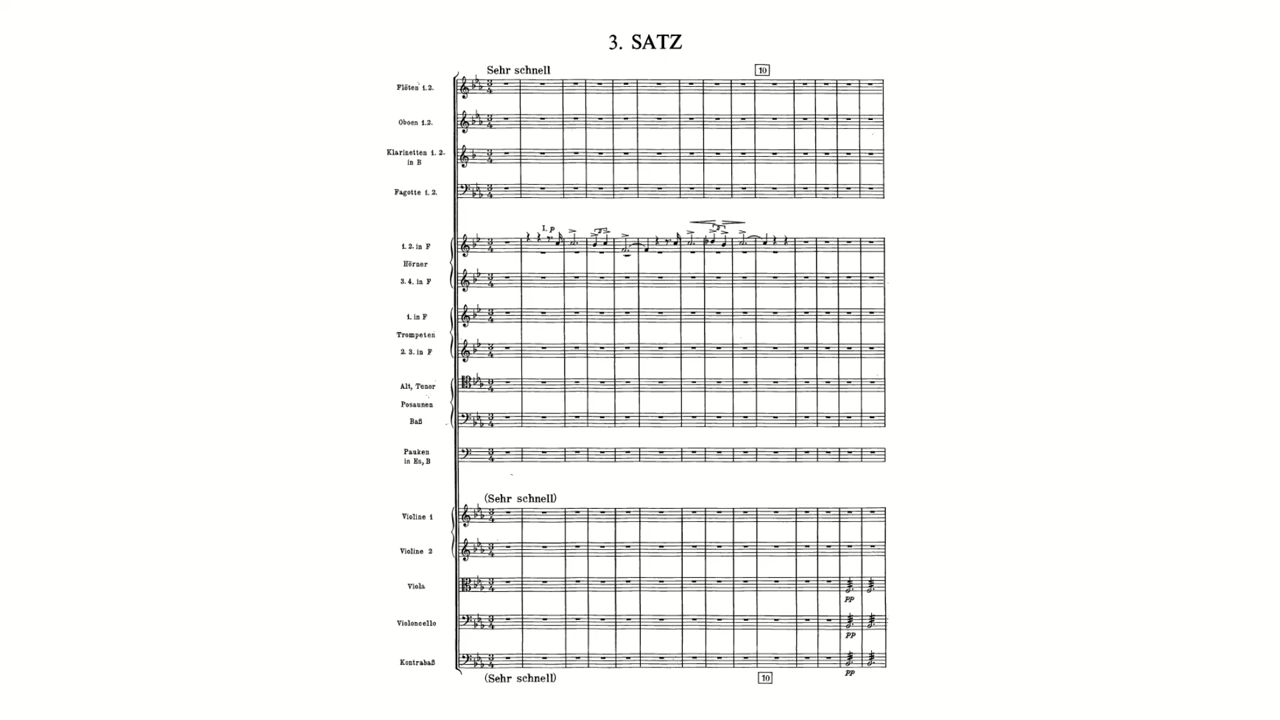 3. SATZ
Sehr schnell
10
Flöten 1.2.
Oboen 1.2.
Klarinetten 1. 2.
in B
Fagotte 1. 2.
I. p
3
3
1. 2. in F
Hörner
3. 4. in F
1. in F
Trompeten
2. 3. in F
Alt, Tenor
Posaunen
Baß
Pauken
in Es, B
(Sehr schnell)
Violine 1
Violine 2
Viola
pp
Violoncello
pp
Kontrabaß
pp
(Sehr schnell)
10